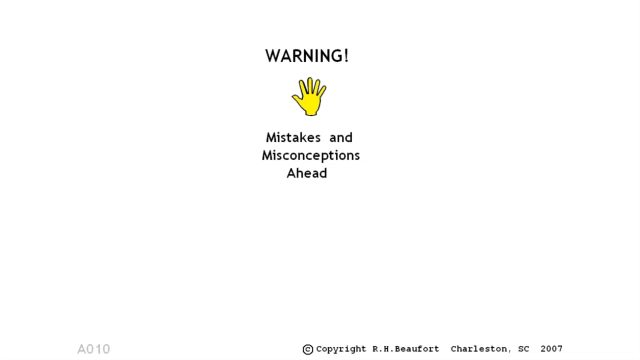 WARNING!
Mistakes and
Misconceptions
Ahead
A010
© Copyright R.H.Beaufort Charleston, SC 2007